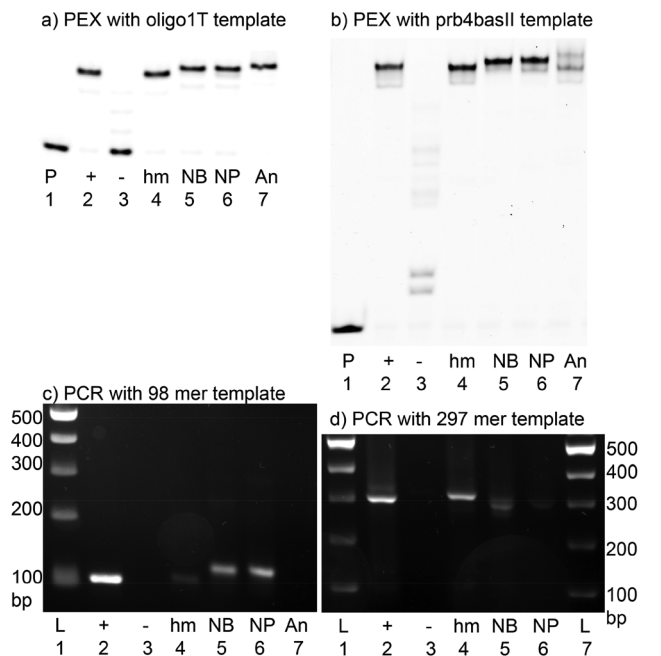 a) PEX with oligo1T template
P + - hm NB NP An
1 2 3 4 5 6 7
b) PEX with prb4basII template
P + - hm NB NP An
1 2 3 4 5 6 7
c) PCR with 98 mer template
500
400
300
200
100
bp
L + - hm NB NP An
1 2 3 4 5 6 7
d) PCR with 297 mer template
500
400
300
200
100
bp
L + - hm NB NP L
1 2 3 4 5 6 7